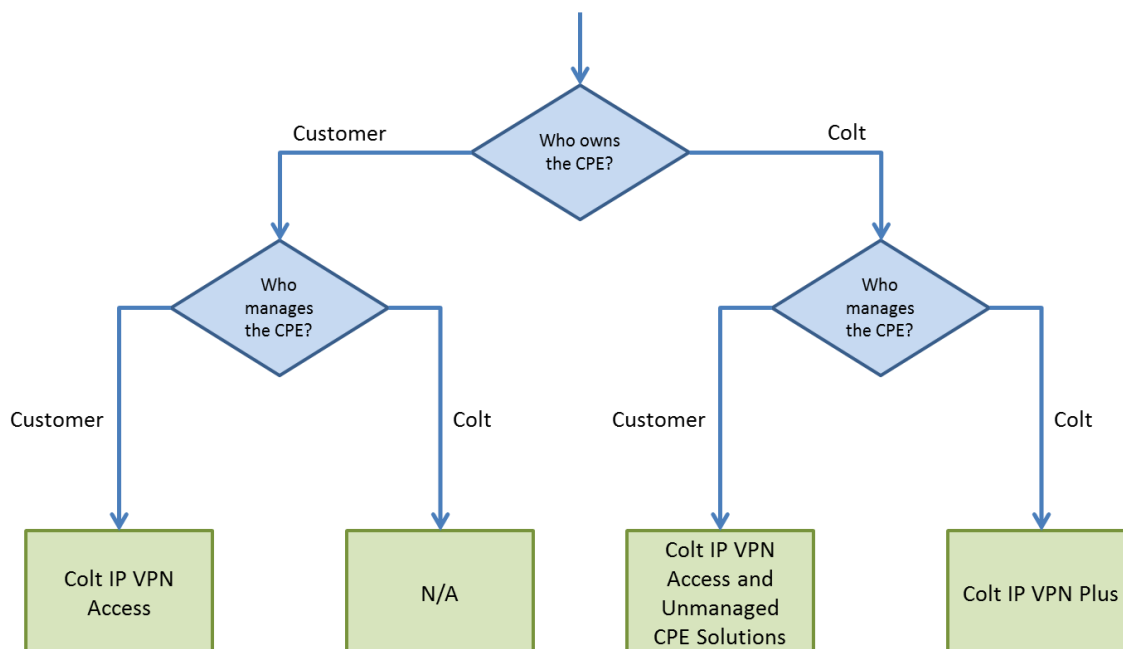 Who owns
the CPE?
Customer
Colt
Who
manages
the CPE?
Who
manages
the CPE?
Customer
Colt
Customer
Colt
Colt IP VPN
Access
N/A
Colt IP VPN
Access and
Unmanaged
CPE Solutions
Colt IP VPN Plus